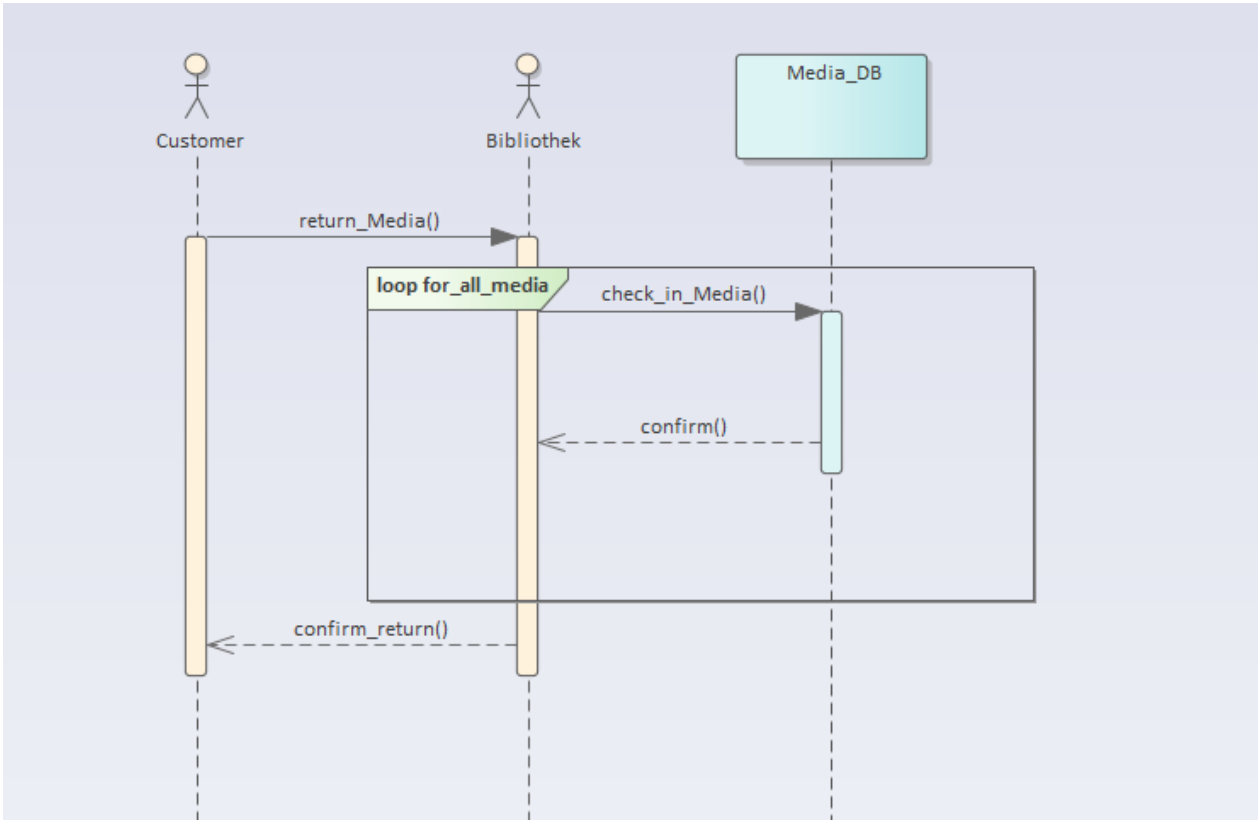 Customer
Bibliothek
Media_DB
return_Media()
loop for_all_media
check_in_Media()
confirm()
confirm_return()